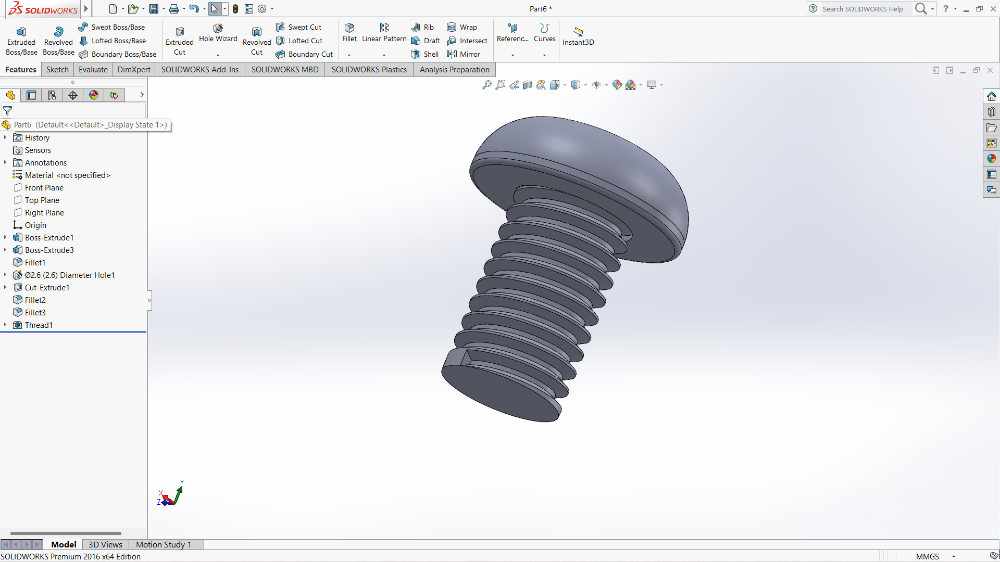 SOLIDWORKS
Part6 *
Search SOLIDWORKS Help
?
Extruded Boss/Base
Revolved Boss/Base
Swept Boss/Base
Lofted Boss/Base
Boundary Boss/Base
Extruded Cut
Hole Wizard
Revolved Cut
Swept Cut
Lofted Cut
Boundary Cut
Fillet
Linear Pattern
Rib
Draft
Shell
Wrap
Intersect
Mirror
Referenc...
Curves
Instant3D
Features
Sketch
Evaluate
DimXpert
SOLIDWORKS Add-Ins
SOLIDWORKS MBD
SOLIDWORKS Plastics
Analysis Preparation
Part6 (Default<<Default>_Display State 1>)
History
Sensors
Annotations
Material <not specified>
Front Plane
Top Plane
Right Plane
Origin
Boss-Extrude1
Boss-Extrude3
Fillet1
Ø2.6 (2.6) Diameter Hole1
Cut-Extrude1
Fillet2
Fillet3
Thread1
Y
X
Z
Model
3D Views
Motion Study 1
SOLIDWORKS Premium 2016 x64 Edition
MMGS